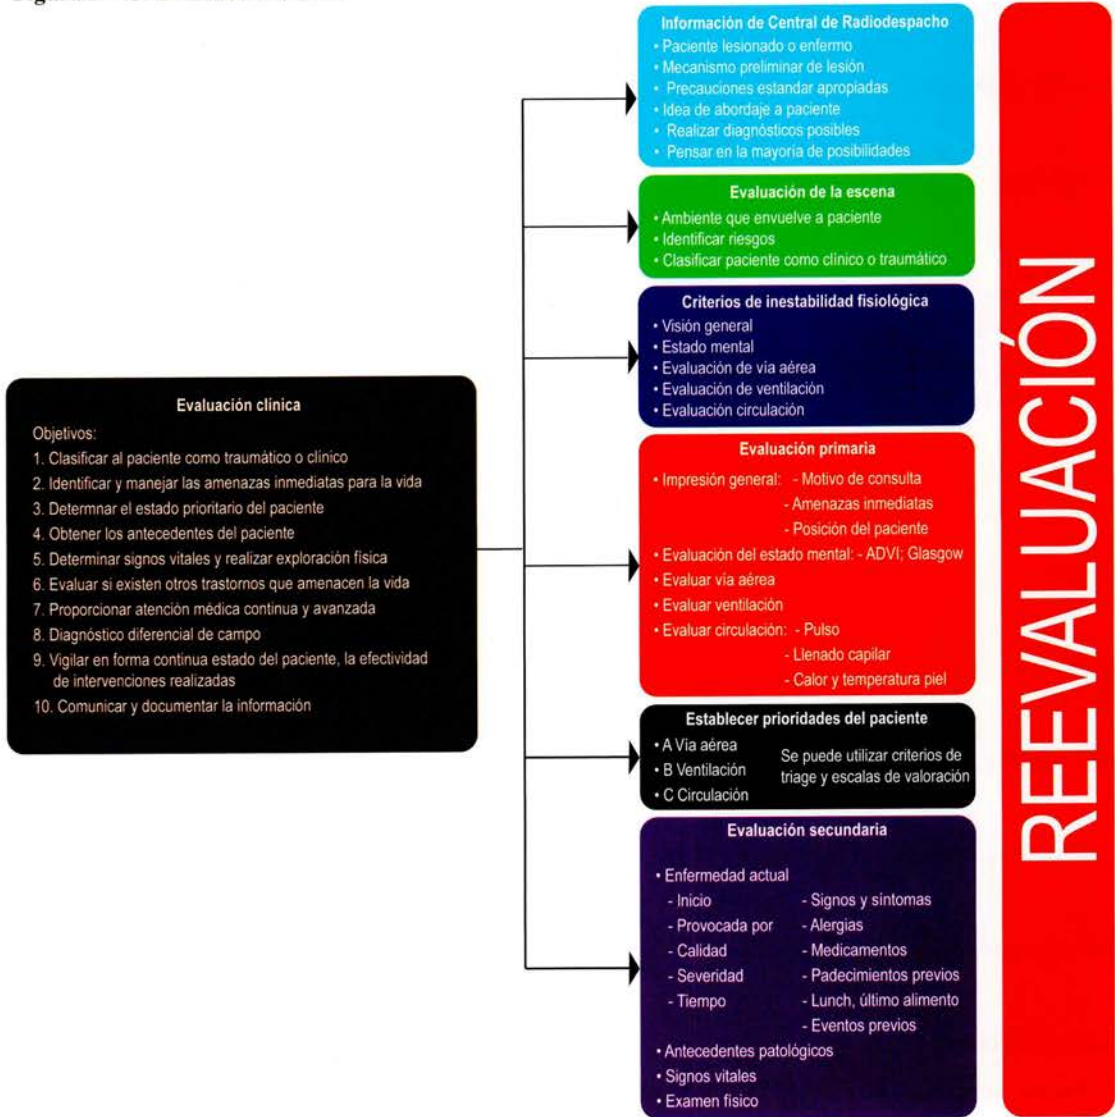 Evaluación clínica
Objetivos:
1. Clasificar al paciente como traumático o clínico
2. Identificar y manejar las amenazas inmediatas para la vida
3. Determnar el estado prioritario del paciente
4. Obtener los antecedentes del paciente
5. Determinar signos vitales y realizar exploración física
6. Evaluar si existen otros trastornos que amenacen la vida
7. Proporcionar atención médica continua y avanzada
8. Diagnóstico diferencial de campo
9. Vigilar en forma continua estado del paciente, la efectividad
de intervenciones realizadas
10. Comunicar y documentar la información
Información de Central de Radiodespacho
• Paciente lesionado o enfermo
• Mecanismo preliminar de lesión
• Precauciones estandar apropiadas
• Idea de abordaje a paciente
• Realizar diagnósticos posibles
• Pensar en la mayoría de posibilidades
Evaluación de la escena
• Ambiente que envuelve a paciente
• Identificar riesgos
• Clasificar paciente como clínico o traumático
Criterios de inestabilidad fisiológica
• Visión general
• Estado mental
• Evaluación de vía aérea
• Evaluación de ventilación
• Evaluación circulación
Evaluación primaria
• Impresión general: - Motivo de consulta
- Amenazas inmediatas
- Posición del paciente
• Evaluación del estado mental: - ADVI; Glasgow
• Evaluar vía aérea
• Evaluar ventilación
• Evaluar circulación: - Pulso
- Llenado capilar
- Calor y temperatura piel
Establecer prioridades del paciente
• A Vía aérea
• B Ventilación
• C Circulación
Se puede utilizar criterios de
triage y escalas de valoración
Evaluación secundaria
• Enfermedad actual
- Inicio
- Provocada por
- Calidad
- Severidad
- Tiempo
- Signos y síntomas
- Alergias
- Medicamentos
- Padecimientos previos
- Lunch, último alimento
- Eventos previos
• Antecedentes patológicos
• Signos vitales
• Examen físico
REEVALUACIÓN